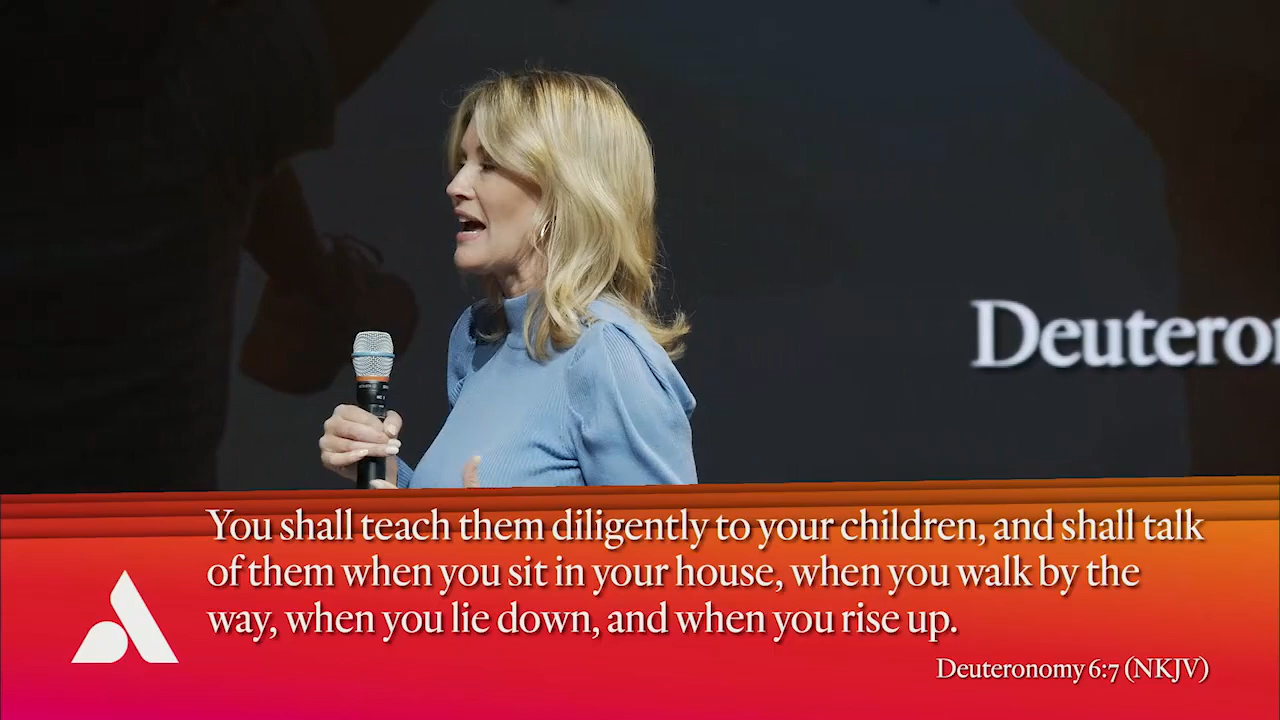 Deutero
You shall teach them diligently to your children, and shall talk
of them when you sit in your house, when you walk by the
way, when you lie down, and when you rise up.
Deuteronomy 6:7 (NKJV)